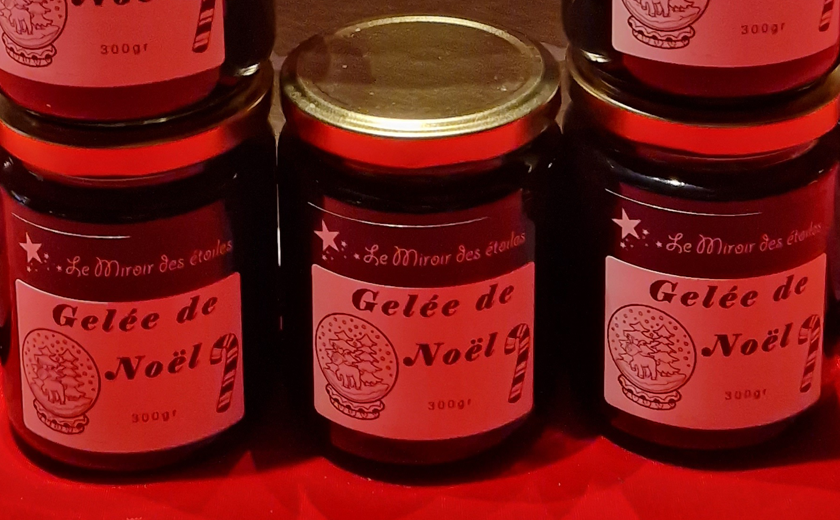 Noël
300gr
300gr
Le Miroir des étoiles
Gelée de
Noël
300gr
Le Miroir des étoiles
Gelée de
Noël
300gr
Le Miroir des étoiles
Gelée de
Noël
300gr